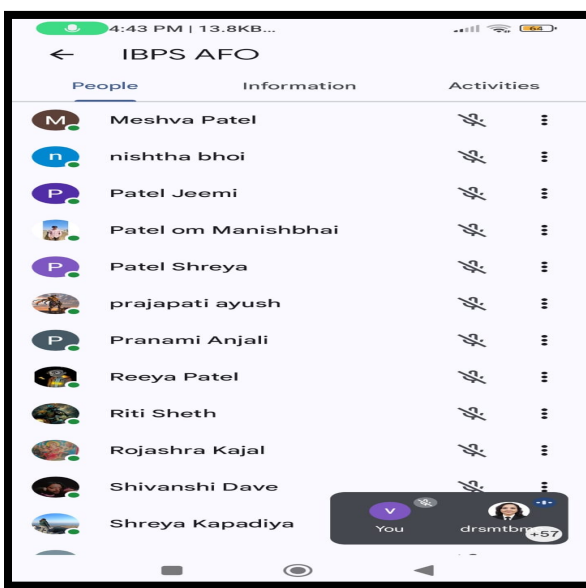 4:43 PM | 13.8KB...
64
IBPS AFO
People Information Activities
M Meshva Patel
n nishtha bhoi
P Patel Jeemi
Patel om Manishbhai
P Patel Shreya
prajapati ayush
P Pranami Anjali
Reeya Patel
Riti Sheth
Rojashra Kajal
Shivanshi Dave
Shreya Kapadiya
V
You drsmtbm
+57